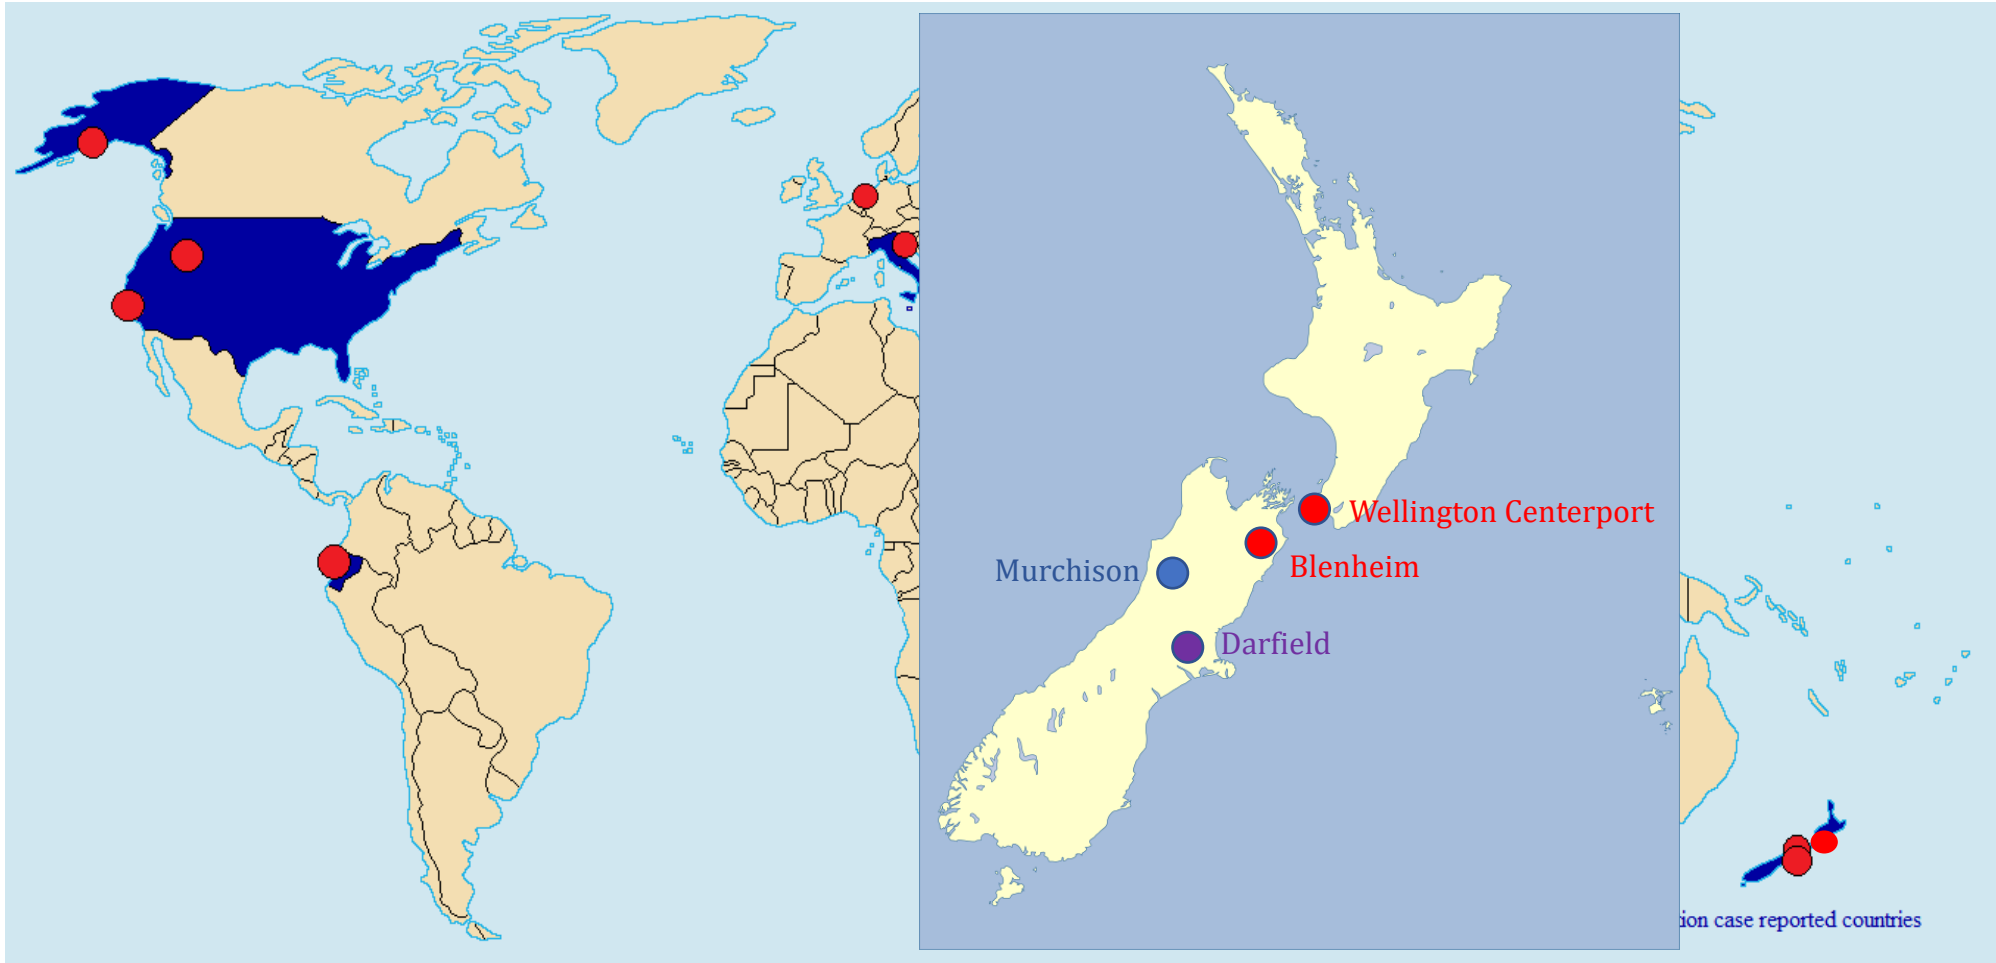 Wellington Centerport
Blenheim
Murchison
Darfield
ion case reported countries